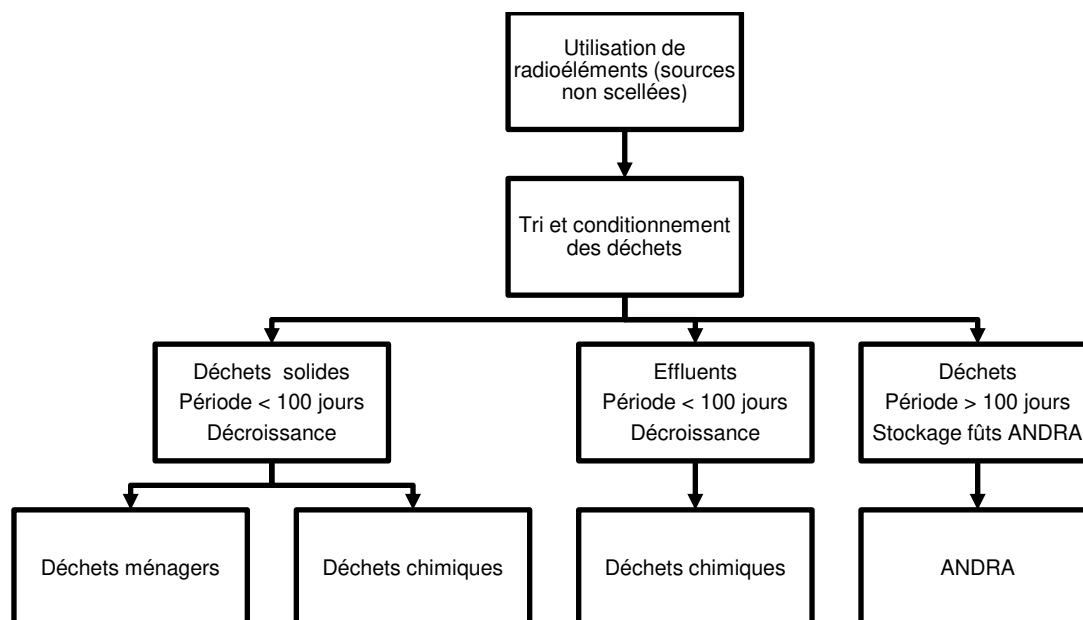 Utilisation de
radioéléments (sources
non scellées)
Tri et conditionnement
des déchets
Déchets solides
Période < 100 jours
Décroissance
Effluents
Période < 100 jours
Décroissance
Déchets
Période > 100 jours
Stockage fûts ANDRA
Déchets ménagers
Déchets chimiques
Déchets chimiques
ANDRA